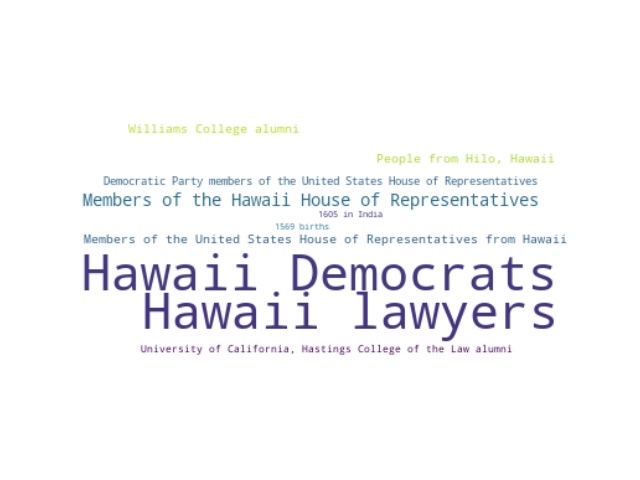 Williams College alumni
People from Hilo, Hawaii
Democratic Party members of the United States House of Representatives
Members of the Hawaii House of Representatives
1605 in India
1569 births
Members of the United States House of Representatives from Hawaii
Hawaii Democrats
Hawaii lawyers
University of California, Hastings College of the Law alumni